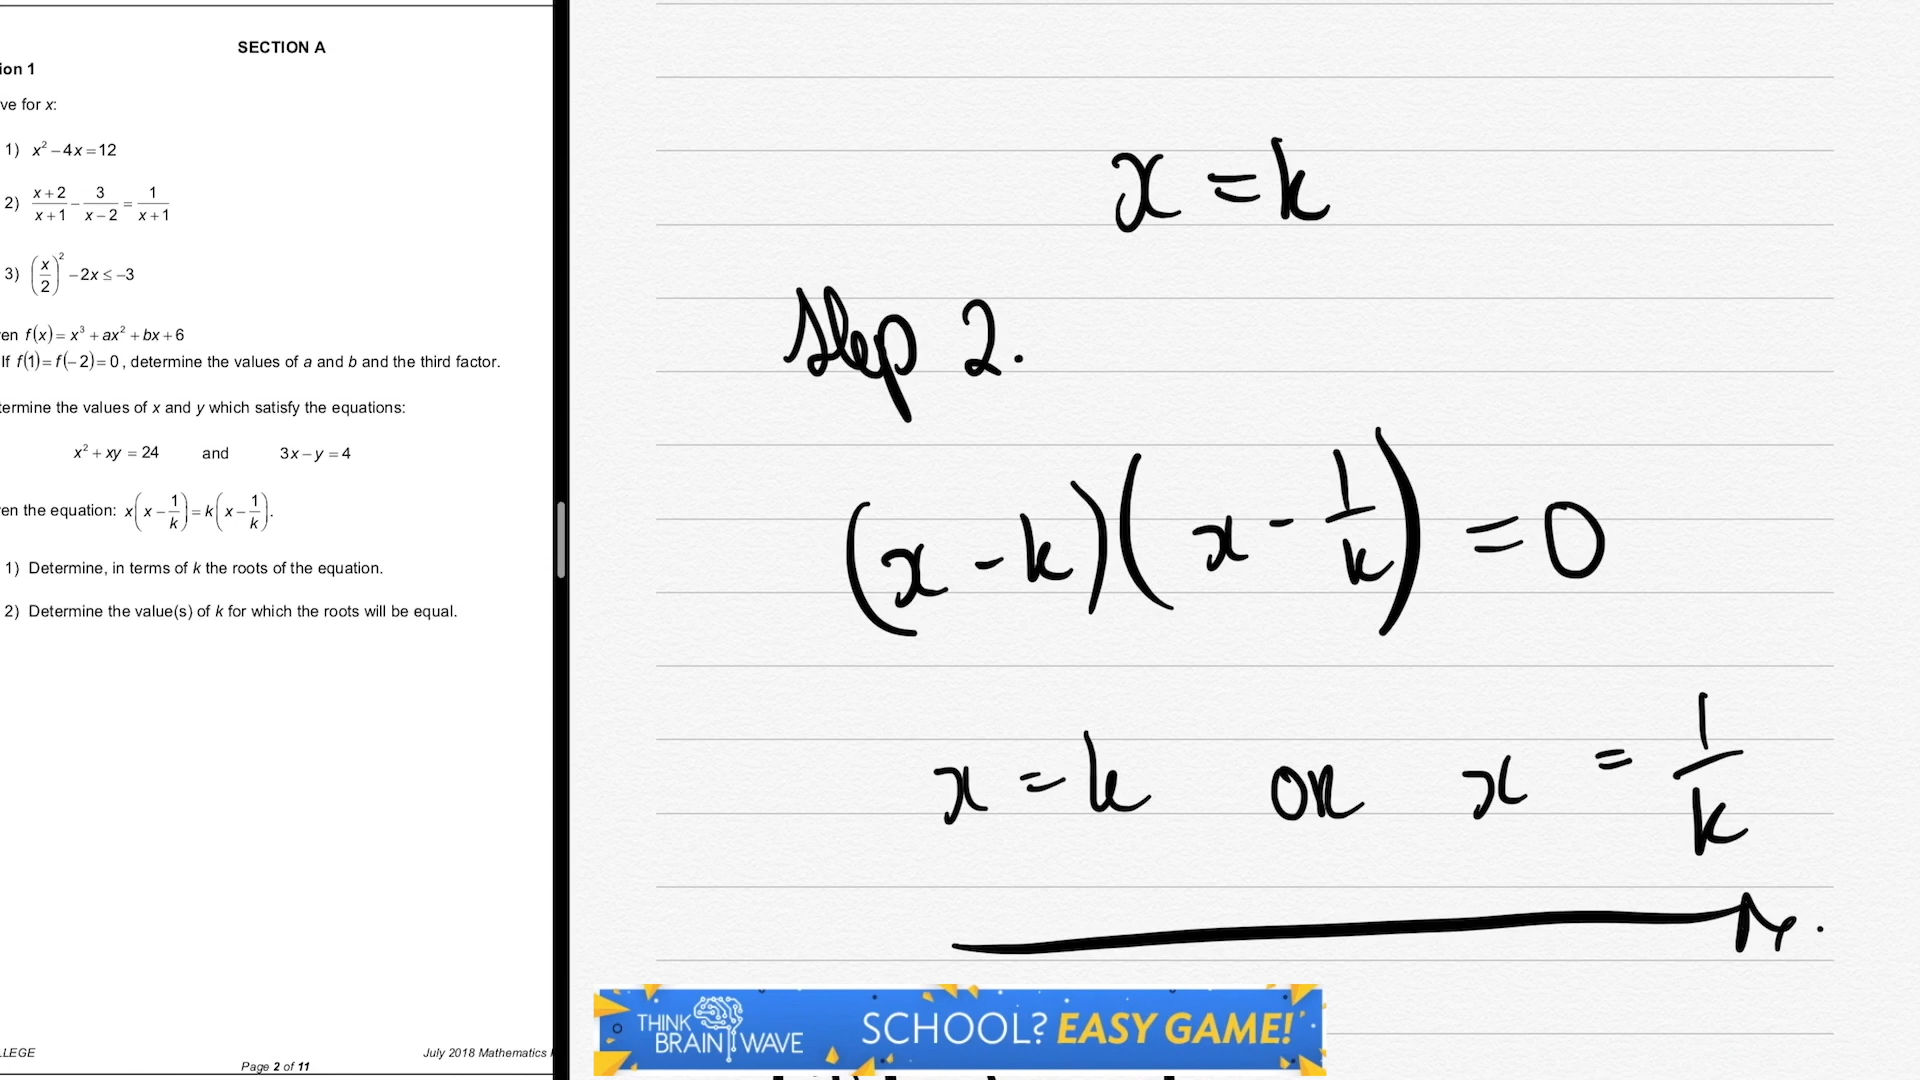 SECTION A
ion 1
ve for x:
1) x² – 4x = 12
2) (x + 2)/(x + 1) – 3/(x – 2) = 1/(x + 1)
3) (x/2)² – 2x ≤ –3
en f(x) = x³ + ax² + bx + 6
If f(1) = f(– 2) = 0, determine the values of a and b and the third factor.
termine the values of x and y which satisfy the equations:
x² + xy = 24 and 3x – y = 4
en the equation: x(x – 1/k) = k(x – 1/k).
1) Determine, in terms of k the roots of the equation.
2) Determine the value(s) of k for which the roots will be equal.
LLEGE
July 2018 Mathematics
Page 2 of 11
x = k
Step 2.
(x – k)(x – 1/k) = 0
x = k OR x = 1/k
THINK BRAINWAVE
SCHOOL? EASY GAME!